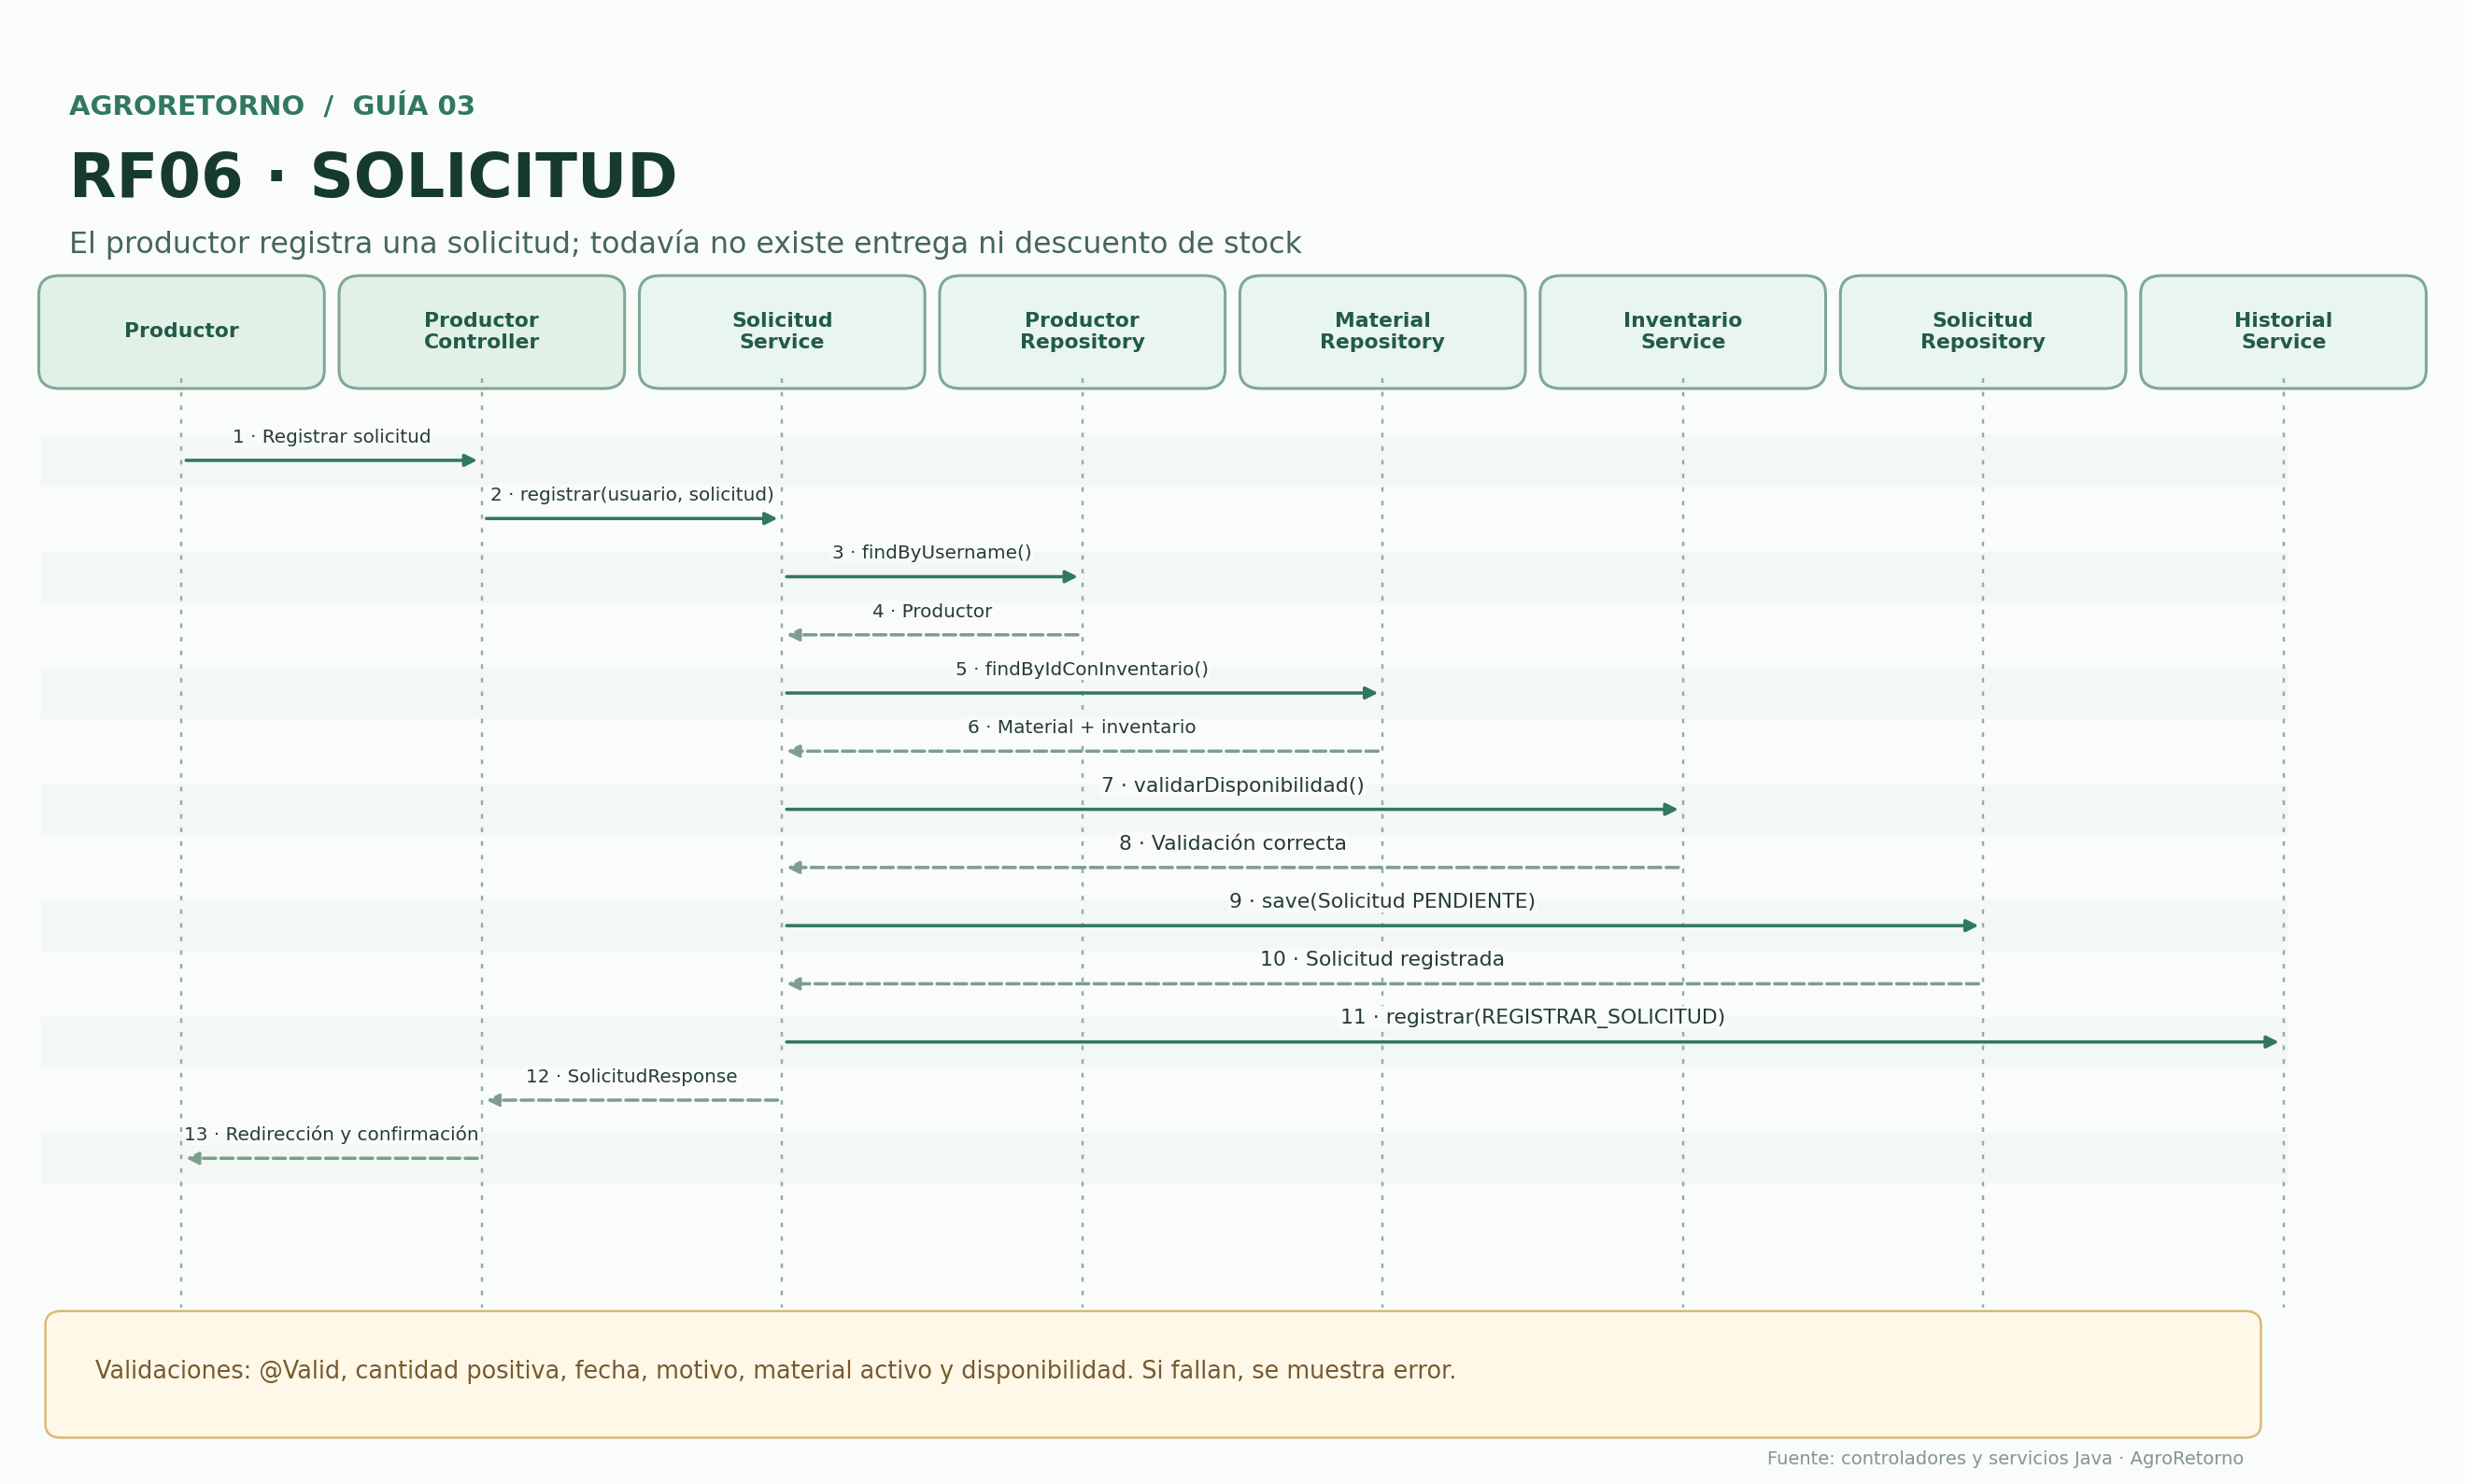 AGRORETORNO / GUÍA 03
RF06 · SOLICITUD
El productor registra una solicitud; todavía no existe entrega ni descuento de stock
Productor
Productor
Controller
Solicitud
Service
Productor
Repository
Material
Repository
Inventario
Service
Solicitud
Repository
Historial
Service
1 · Registrar solicitud
2 · registrar(usuario, solicitud)
3 · findByUsername()
4 · Productor
5 · findByIdConInventario()
6 · Material + inventario
7 · validarDisponibilidad()
8 · Validación correcta
9 · save(Solicitud PENDIENTE)
10 · Solicitud registrada
11 · registrar(REGISTRAR_SOLICITUD)
12 · SolicitudResponse
13 · Redirección y confirmación
Validaciones: @Valid, cantidad positiva, fecha, motivo, material activo y disponibilidad. Si fallan, se muestra error.
Fuente: controladores y servicios Java · AgroRetorno